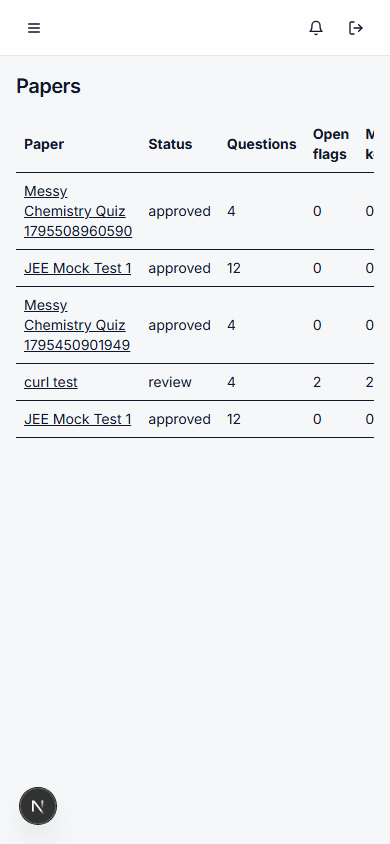 Papers
Paper Status Questions Open flags
Messy Chemistry Quiz 1795508960590 approved 4 0 0
JEE Mock Test 1 approved 12 0 0
Messy Chemistry Quiz 1795450901949 approved 4 0 0
curl test review 4 2 2
JEE Mock Test 1 approved 12 0 0
N